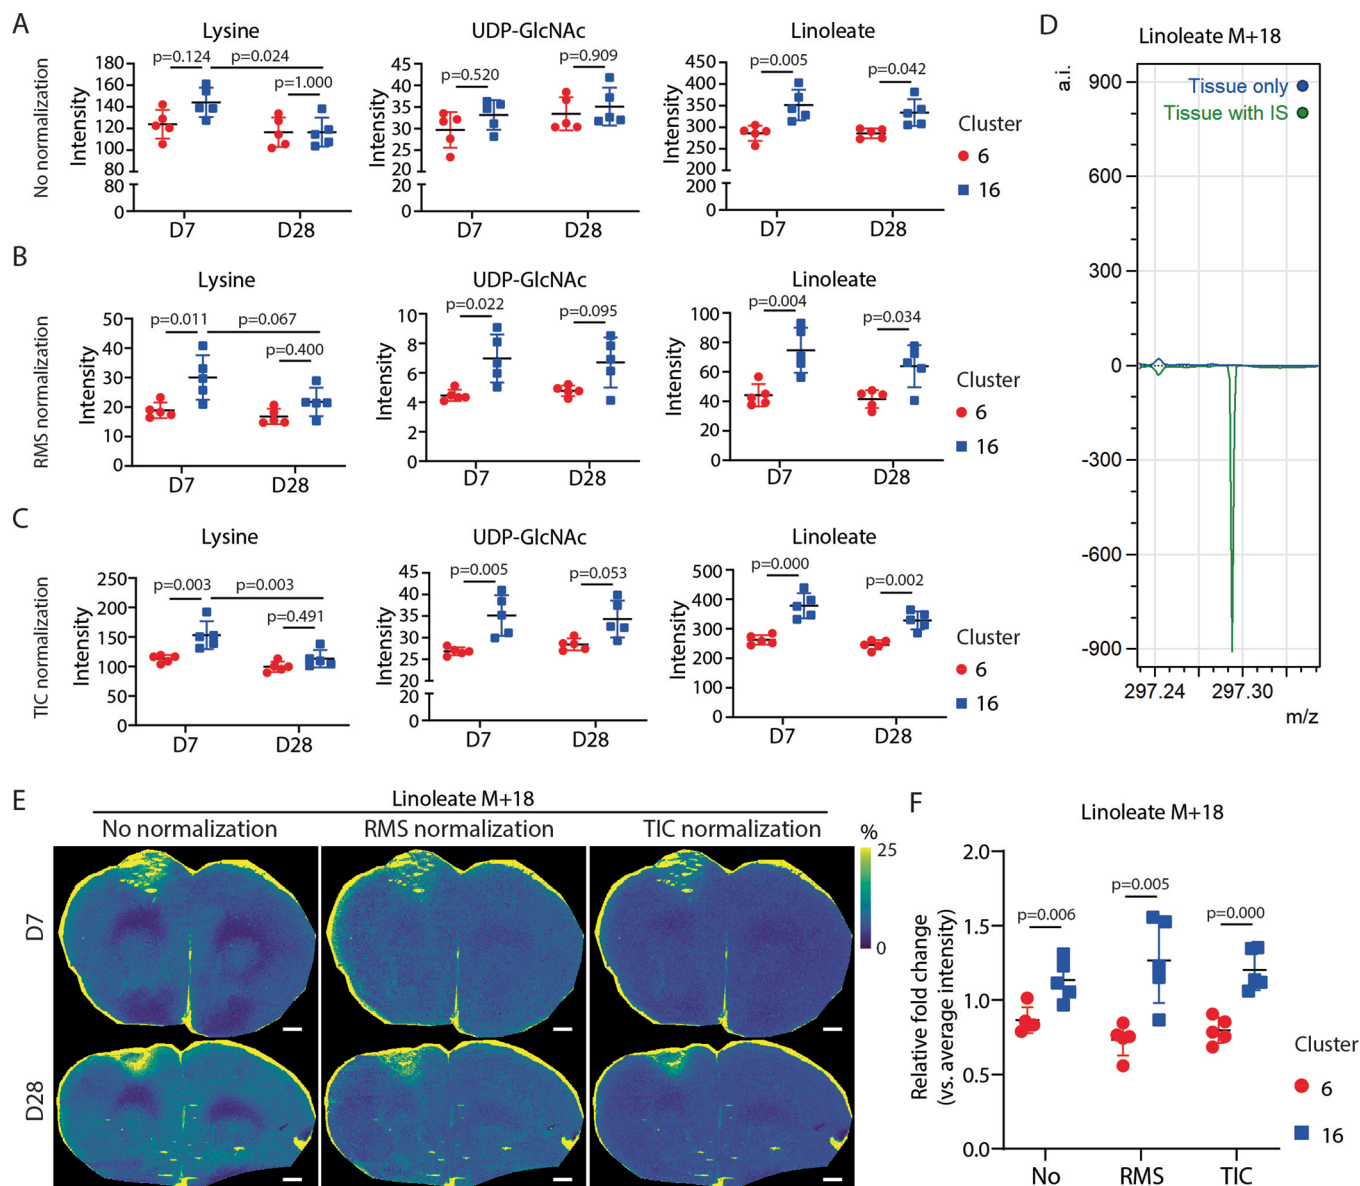 A
No normalization
Lysine
Intensity
180
160
140
120
100
80
80
0
p=0.124
p=0.024
p=1.000
D7
D28
UDP-GlcNAc
Intensity
45
40
35
30
25
20
20
0
p=0.520
p=0.909
D7
D28
Linoleate
Intensity
450
400
350
300
250
200
200
0
p=0.005
p=0.042
D7
D28
Cluster
6
16
B
RMS normalization
Lysine
Intensity
50
40
30
20
10
0
p=0.011
p=0.067
p=0.400
D7
D28
UDP-GlcNAc
Intensity
10
8
6
4
2
0
p=0.022
p=0.095
D7
D28
Linoleate
Intensity
100
80
60
40
20
0
p=0.004
p=0.034
D7
D28
Cluster
6
16
C
TIC normalization
Lysine
Intensity
250
200
150
100
50
0
p=0.003
p=0.003
p=0.491
D7
D28
UDP-GlcNAc
Intensity
45
40
35
30
25
20
20
0
p=0.005
p=0.053
D7
D28
Linoleate
Intensity
500
400
300
200
100
0
p=0.000
p=0.002
D7
D28
Cluster
6
16
D
Linoleate M+18
a.i.
Tissue only
Tissue with IS
900
600
300
0
-300
-600
-900
297.24
297.30
m/z
E
Linoleate M+18
No normalization
RMS normalization
TIC normalization
%
25
0
D7
D28
F
Linoleate M+18
Relative fold change
(vs. average intensity)
2.0
1.5
1.0
0.5
0.0
p=0.006
p=0.005
p=0.000
No
RMS
TIC
Cluster
6
16